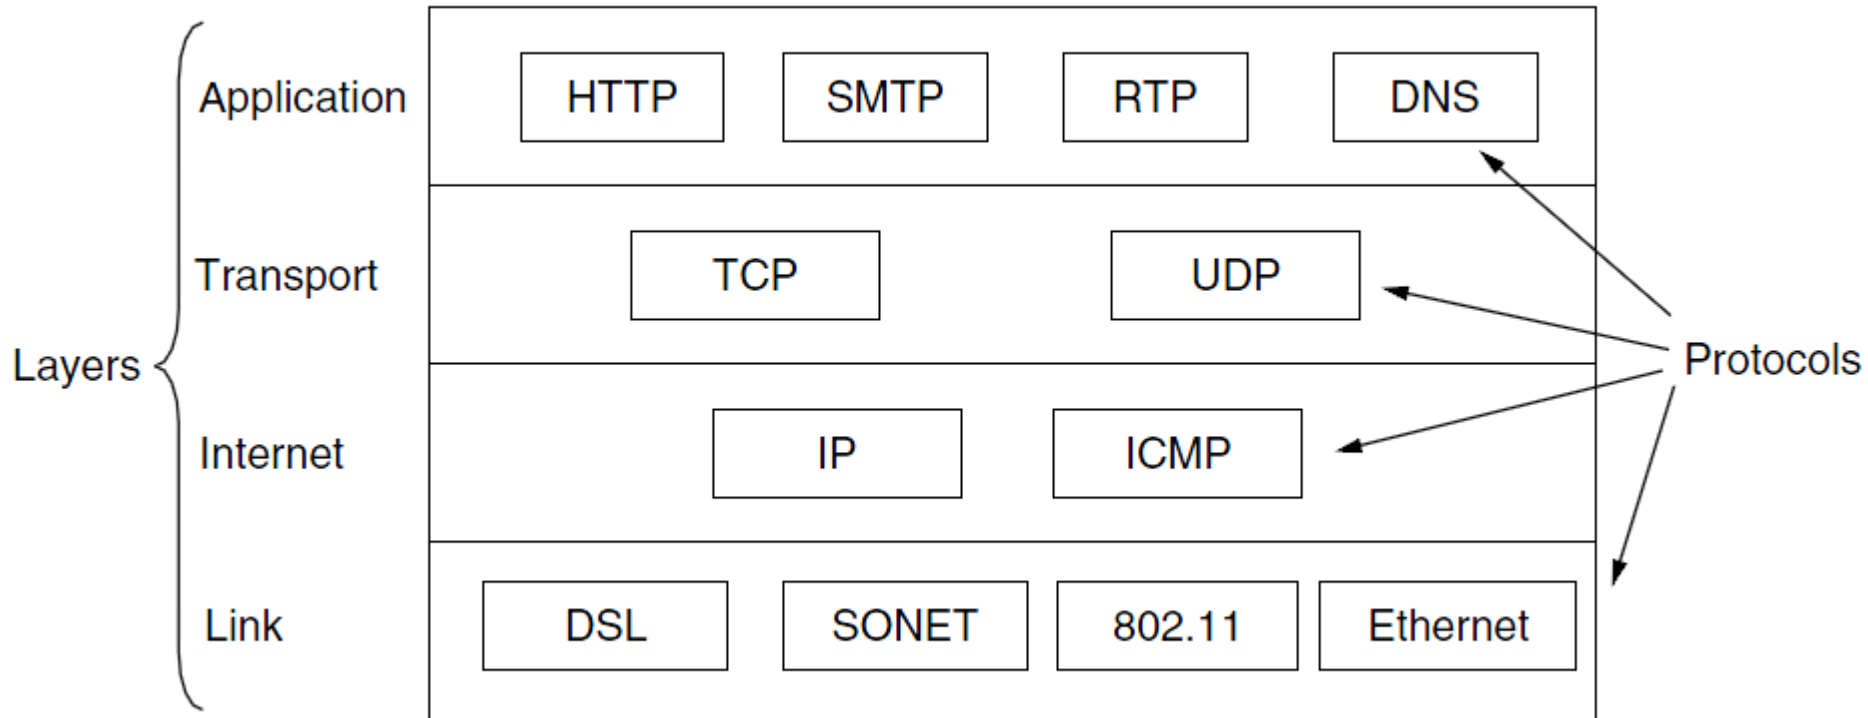 Application HTTP SMTP RTP DNS
Transport TCP UDP
Layers Protocols
Internet IP ICMP
Link DSL SONET 802.11 Ethernet